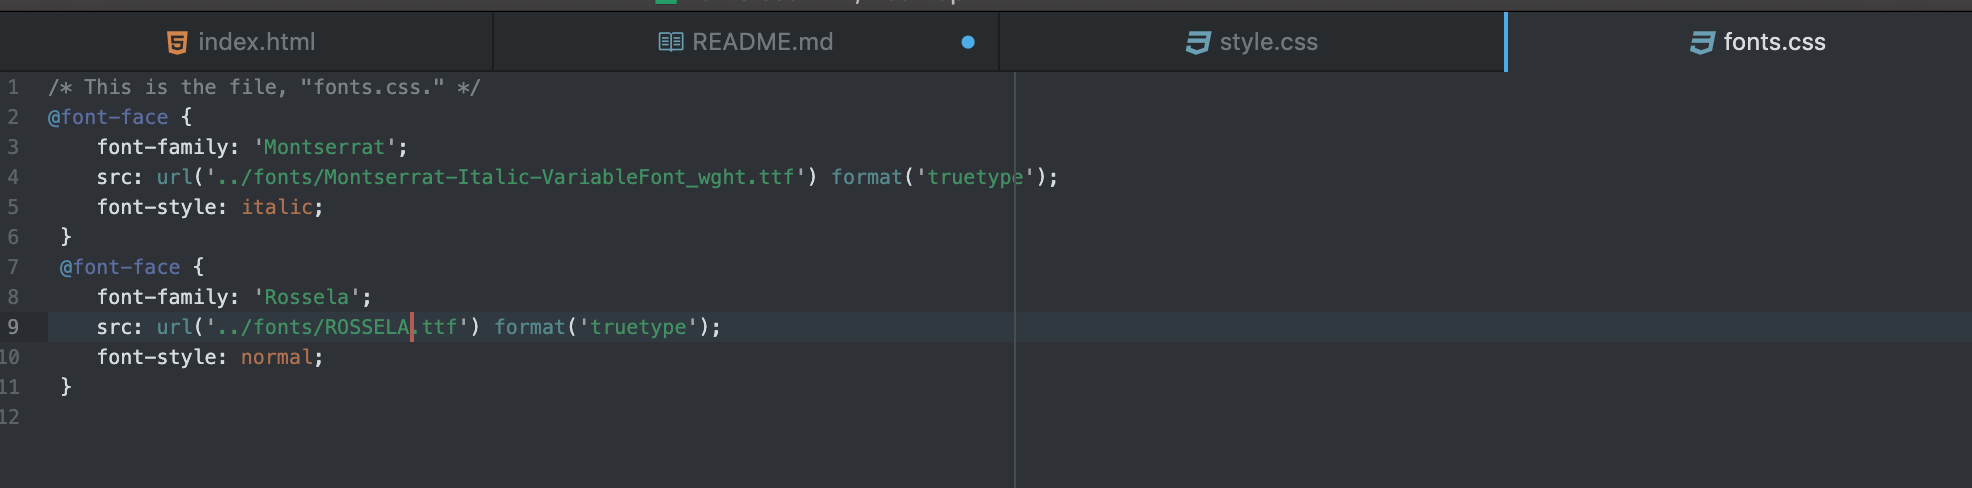 index.html
README.md
style.css
fonts.css
1 /* This is the file, "fonts.css." */
2 @font-face {
3 font-family: 'Montserrat';
4 src: url('../fonts/Montserrat-Italic-VariableFont_wght.ttf') format('truetype');
5 font-style: italic;
6 }
7 @font-face {
8 font-family: 'Rossela';
9 src: url('../fonts/ROSSELA.ttf') format('truetype');
10 font-style: normal;
11 }
12